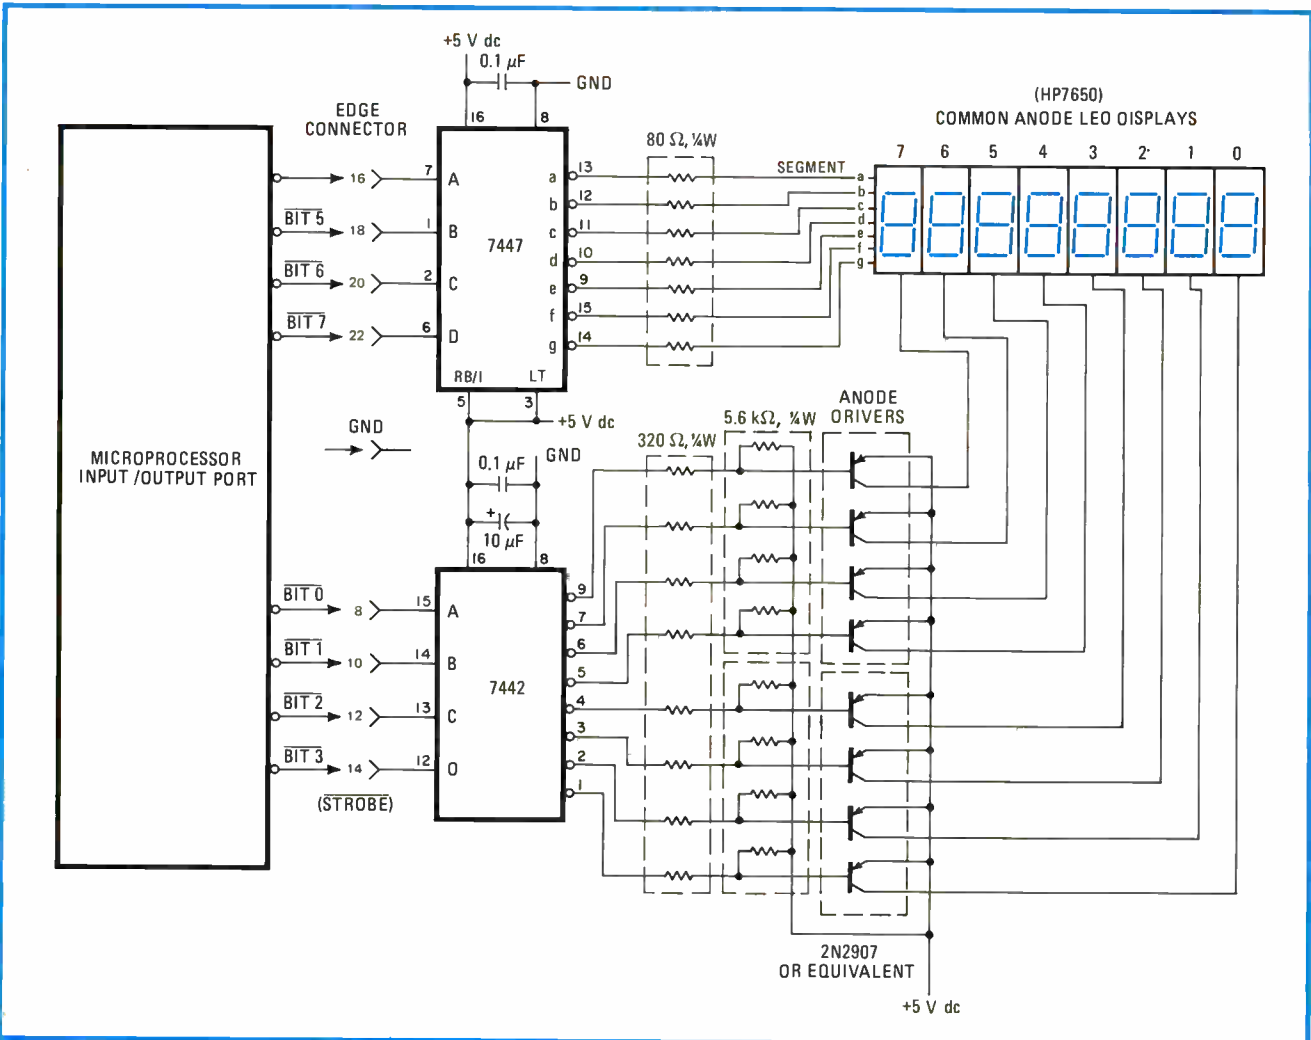 +5 V dc
0.1 µF
GND
16
8
EDGE
CONNECTOR
(HP7650)
COMMON ANODE LEO OISPLAYS
80 Ω, ¼W
7 6 5 4 3 2 1 0
SEGMENT
a
b
c
d
e
f
g
16
7
A
BIT 5
18
1
B
BIT 6
20
2
C
BIT 7
22
6
D
7447
a 13
b 12
c 11
d 10
e 9
f 15
g 14
RB/I
LT
5
3
+5 V dc
GND
MICROPROCESSOR
INPUT /OUTPUT PORT
0.1 µF
GND
+
10 µF
16
8
320 Ω, ¼W
5.6 kΩ, ¼W
ANODE
ORIVERS
BIT 0
8
15
A
BIT 1
10
14
B
BIT 2
12
13
C
BIT 3
14
12
O
(STROBE)
7442
9
7
6
5
4
3
2
1
2N2907
OR EQUIVALENT
+5 V dc